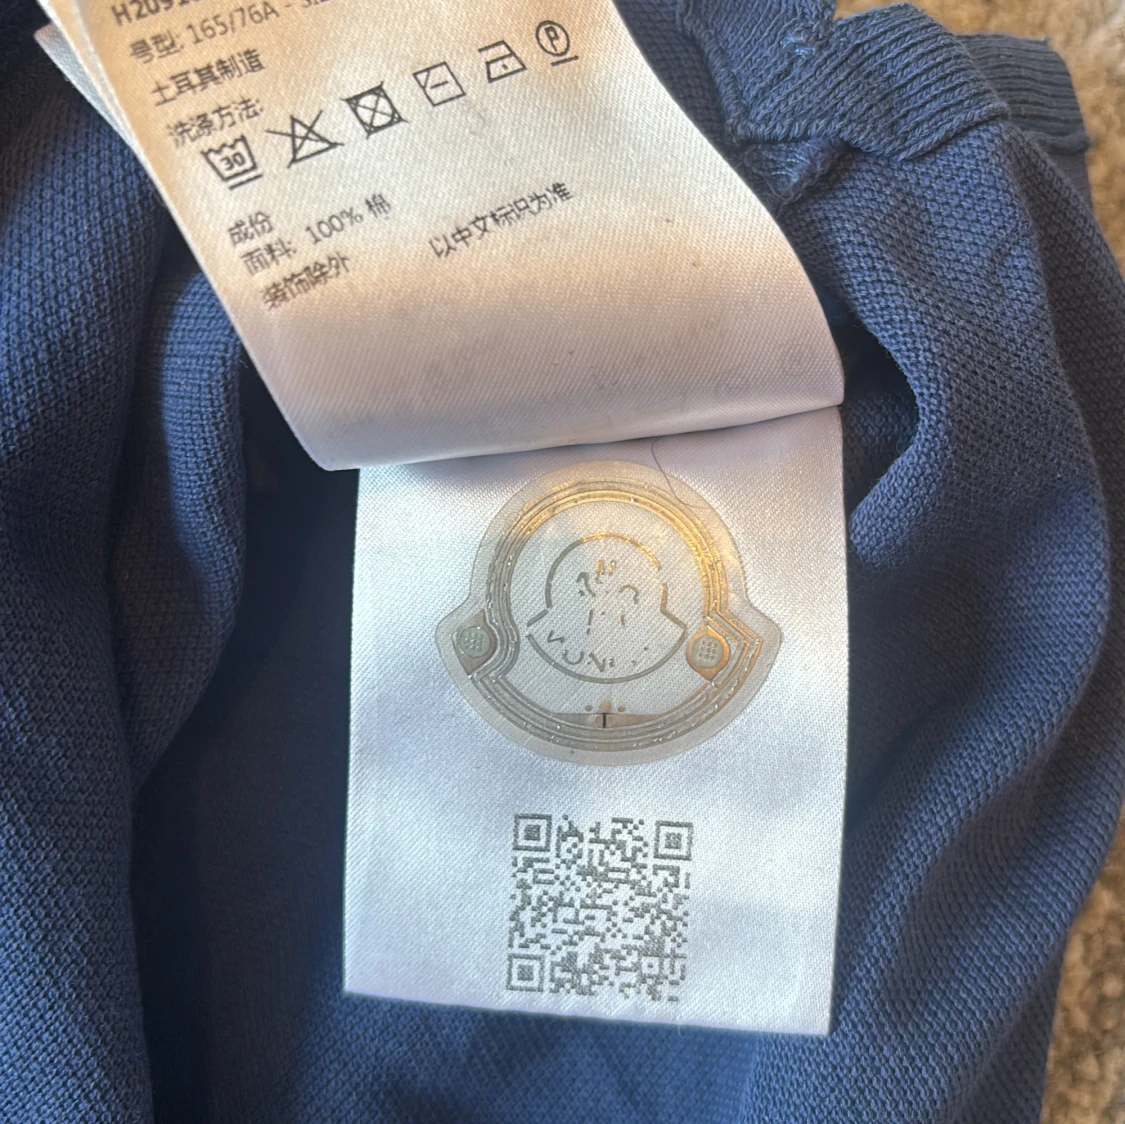 号型: 165/76A -
土耳其制造
洗涤方法:
30
P
成份
面料: 100% 棉
装饰除外
以中文标识为准